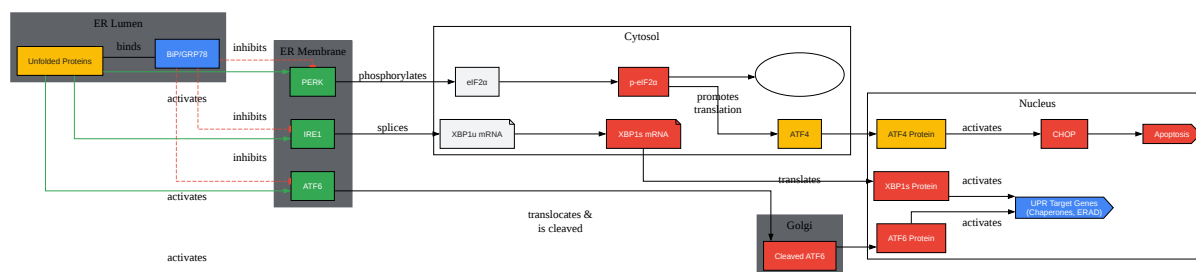 ER Lumen
Unfolded Proteins
binds
BiP/GRP78
inhibits
activates
inhibits
inhibits
activates
activates
ER Membrane
PERK
IRE1
ATF6
phosphorylates
splices
Cytosol
eIF2α
p-eIF2α
promotes
translation
XBP1u mRNA
XBP1s mRNA
ATF4
translates
translocates &
is cleaved
Golgi
Cleaved ATF6
Nucleus
ATF4 Protein
activates
CHOP
Apoptosis
XBP1s Protein
activates
UPR Target Genes
(Chaperones, ERAD)
ATF6 Protein
activates